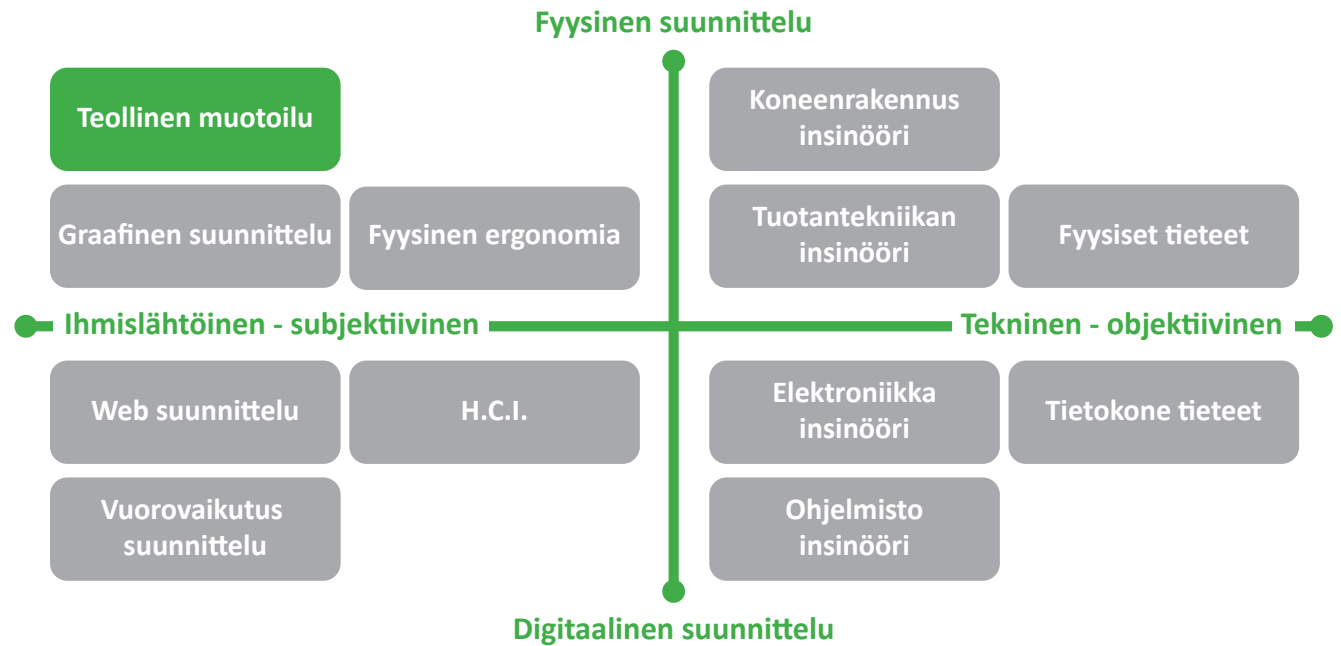 Fyysinen suunnittelu
Teollinen muotoilu
Koneenrakennus
insinööri
Graafinen suunnittelu
Fyysinen ergonomia
Tuotantekniikan
insinööri
Fyysiset tieteet
Ihmislähtöinen - subjektiivinen
Tekninen - objektiivinen
Web suunnittelu
H.C.I.
Elektroniikka
insinööri
Tietokone tieteet
Vuorovaikutus
suunnittelu
Ohjelmisto
insinööri
Digitaalinen suunnittelu